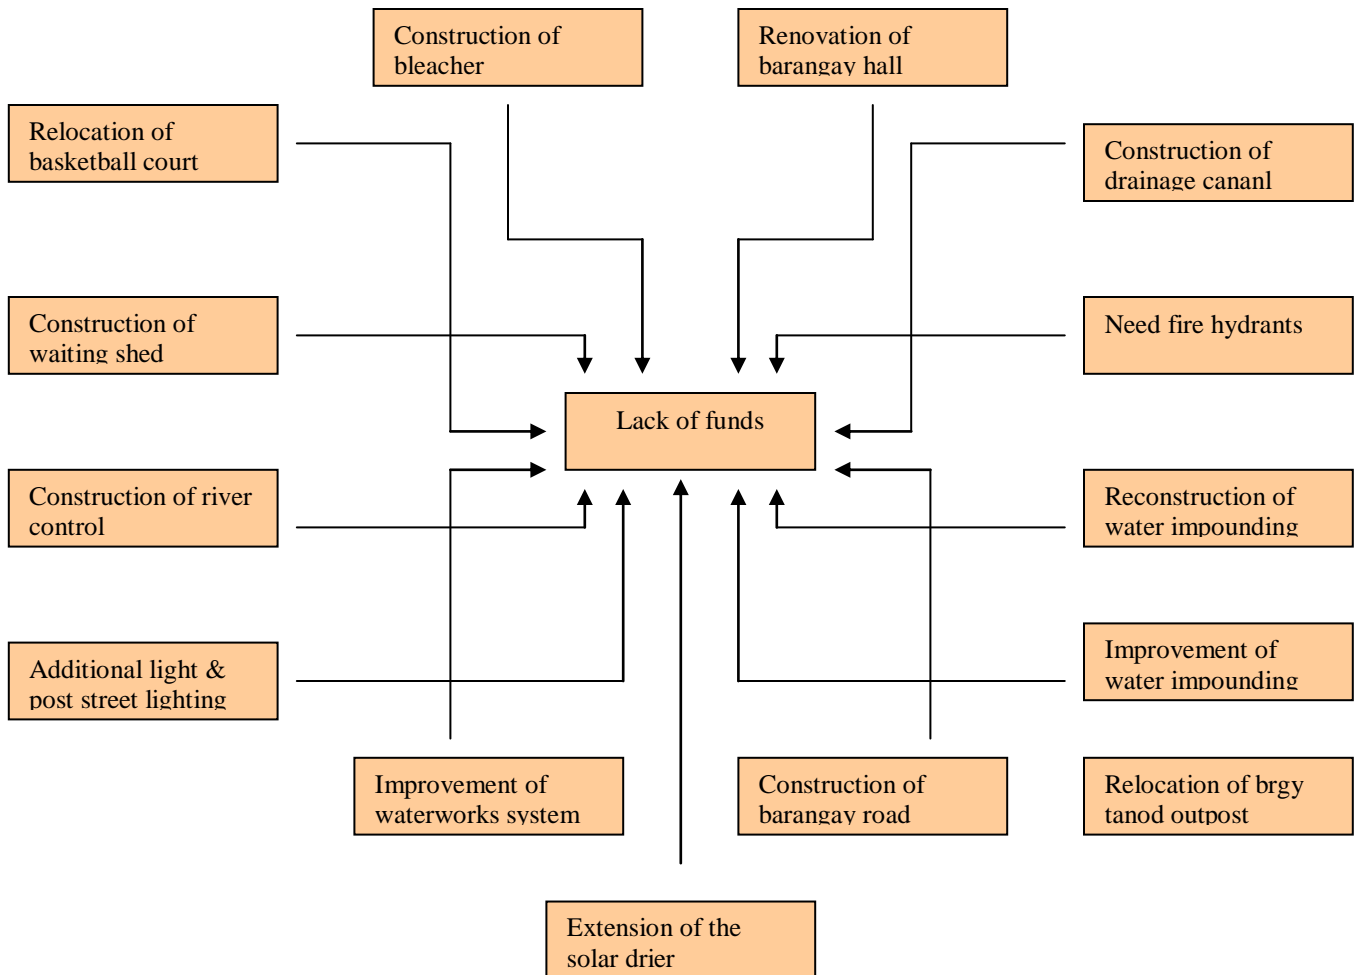 Construction of
bleacher
Renovation of
barangay hall
Relocation of
basketball court
Construction of
drainage cananl
Construction of
waiting shed
Need fire hydrants
Lack of funds
Construction of river
control
Reconstruction of
water impounding
Additional light &
post street lighting
Improvement of
water impounding
Improvement of
waterworks system
Construction of
barangay road
Relocation of brgy
tanod outpost
Extension of the
solar drier